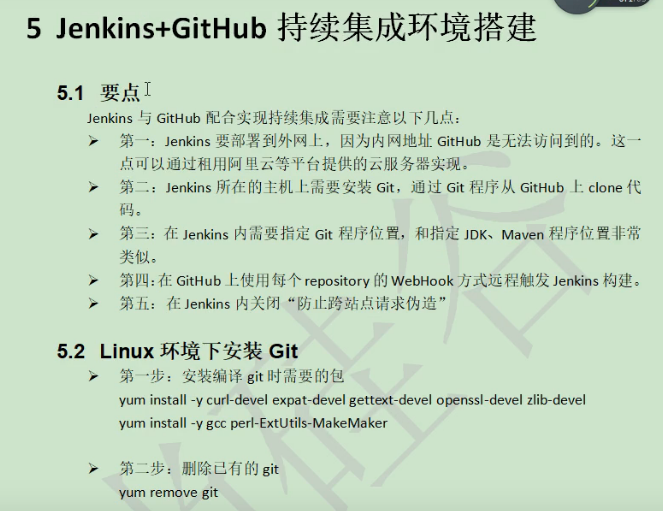 5 Jenkins+GitHub 持续集成环境搭建
5.1 要点
Jenkins 与 GitHub 配合实现持续集成需要注意以下几点：
➢ 第一：Jenkins 要部署到外网上，因为内网地址 GitHub 是无法访问到的。这一
点可以通过租用阿里云等平台提供的云服务器实现。
➢ 第二：Jenkins 所在的主机上需要安装 Git，通过 Git 程序从 GitHub 上 clone 代
码。
➢ 第三：在 Jenkins 内需要指定 Git 程序位置，和指定 JDK、Maven 程序位置非常
类似。
➢ 第四：在 GitHub 上使用每个 repository 的 WebHook 方式远程触发 Jenkins 构建。
➢ 第五：在 Jenkins 内关闭“防止跨站点请求伪造”
5.2 Linux 环境下安装 Git
➢ 第一步：安装编译 git 时需要的包
yum install -y curl-devel expat-devel gettext-devel openssl-devel zlib-devel
yum install -y gcc perl-ExtUtils-MakeMaker
➢ 第二步：删除已有的 git
yum remove git
硅谷